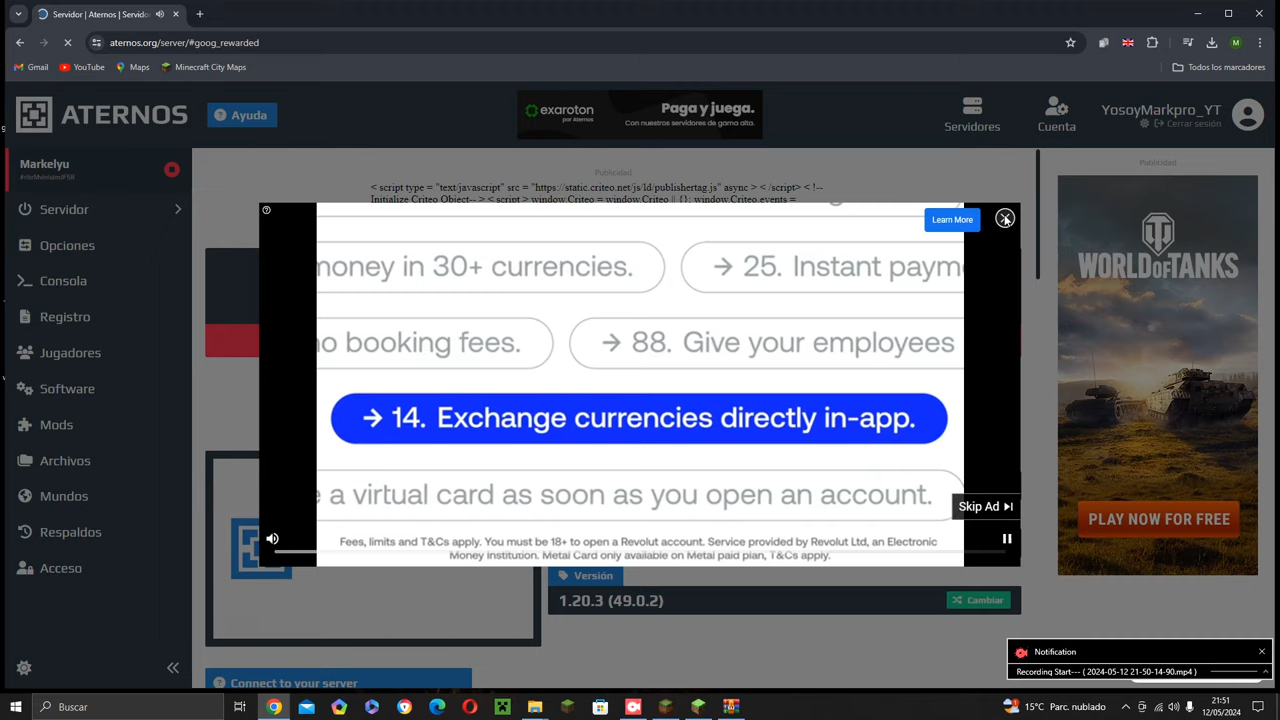 Servidor | Aternos | Servidor
aternos.org/server/#goog_rewarded
Gmail
YouTube
Maps
Minecraft City Maps
Todos los marcadores
M
ATERNOS
Ayuda
exaroton
por Aternos
Paga y juega.
Con nuestros servidores de gama alta.
Servidores
Cuenta
YosoyMarkpro_YT
Cerrar sesión
Markelyu
Servidor
Opciones
Consola
Registro
Jugadores
Software
Mods
Archivos
Mundos
Respaldos
Acceso
Publicidad
< script type = "text/javascript" src = "https://static.criteo.net/js/ld/publishertag.js" async > < /script> < !--
Initialize Criteo Object-- > < script > window.Criteo = window.Criteo || {}; window.Criteo.events =
Learn More
money in 30+ currencies.
→ 25. Instant paym
no booking fees.
→ 88. Give your employees
→ 14. Exchange currencies directly in-app.
a virtual card as soon as you open an account.
Skip Ad
Fees, limits and T&Cs apply. You must be 18+ to open a Revolut account. Service provided by Revolut Ltd, an Electronic
Money Institution. Metal Card only available on Metal paid plan, T&Cs apply.
Versión
1.20.3 (49.0.2)
Cambiar
Connect to your server
Publicidad
WORLD OF TANKS
PLAY NOW FOR FREE
Notification
Recording Start--- ( 2024-05-12 21-50-14-90.mp4 )
Buscar
15°C Parc. nublado
21:51
12/05/2024